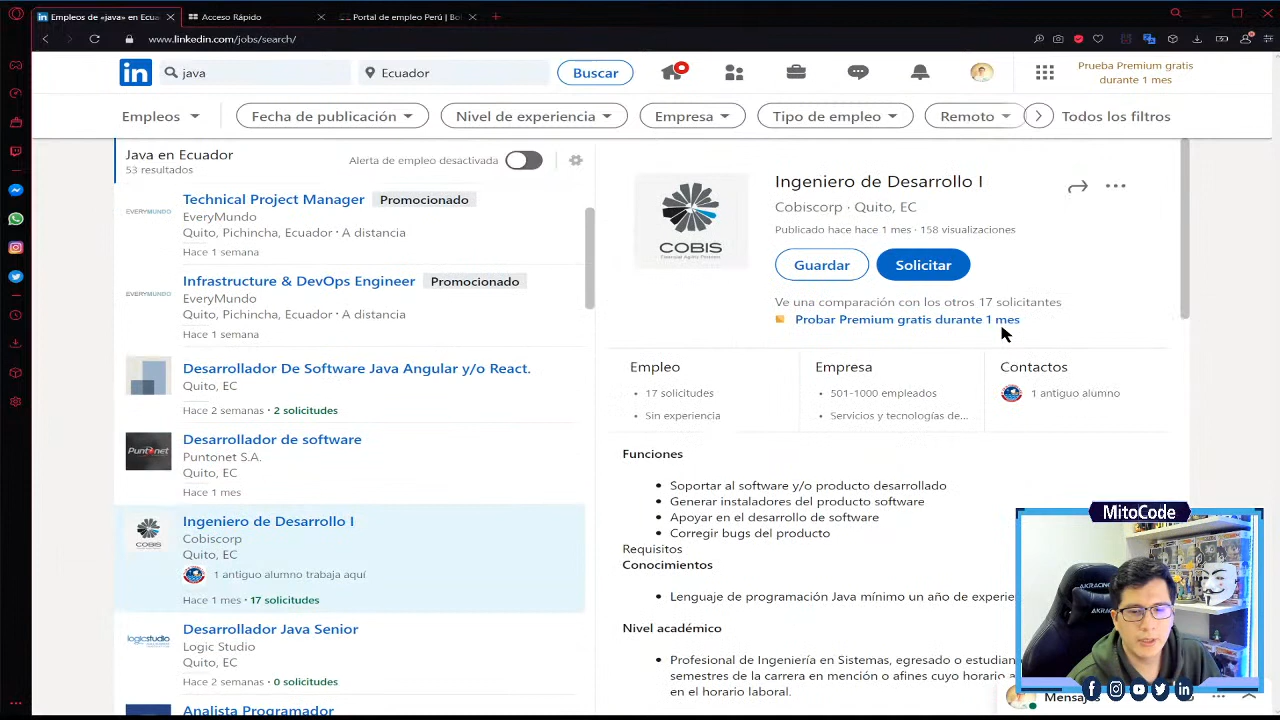 Empleos de «java» en Ecua
Acceso Rápido
Portal de empleo Perú | Bol
www.linkedin.com/jobs/search/
in
java
Ecuador
Buscar
Prueba Premium gratis
durante 1 mes
Empleos
Fecha de publicación
Nivel de experiencia
Empresa
Tipo de empleo
Remoto
Todos los filtros
Java en Ecuador
53 resultados
Alerta de empleo desactivada
EVERYMUNDO
Technical Project Manager
Promocionado
EveryMundo
Quito, Pichincha, Ecuador · A distancia
Hace 1 semana
EVERYMUNDO
Infrastructure & DevOps Engineer
Promocionado
EveryMundo
Quito, Pichincha, Ecuador · A distancia
Hace 1 semana
Desarrollador De Software Java Angular y/o React.
Quito, EC
Hace 2 semanas · 2 solicitudes
Puntonet
Desarrollador de software
Puntonet S.A.
Quito, EC
Hace 1 mes
COBIS
Ingeniero de Desarrollo I
Cobiscorp
Quito, EC
1 antiguo alumno trabaja aquí
Hace 1 mes · 17 solicitudes
logicstudio
Desarrollador Java Senior
Logic Studio
Quito, EC
Hace 2 semanas · 0 solicitudes
Analista Programador
COBIS
Ingeniero de Desarrollo I
Cobiscorp · Quito, EC
Publicado hace hace 1 mes · 158 visualizaciones
Guardar
Solicitar
Ve una comparación con los otros 17 solicitantes
Probar Premium gratis durante 1 mes
Empleo
• 17 solicitudes
• Sin experiencia
Empresa
• 501-1000 empleados
• Servicios y tecnologías de...
Contactos
1 antiguo alumno
Funciones
• Soportar al software y/o producto desarrollado
• Generar instaladores del producto software
• Apoyar en el desarrollo de software
• Corregir bugs del producto
Requisitos
Conocimientos
• Lenguaje de programación Java mínimo un año de experie
Nivel académico
• Profesional de Ingeniería en Sistemas, egresado o estudian
semestres de la carrera en mención o afines cuyo horario a
en el horario laboral.
MitoCode
AKRACING
Mensajes